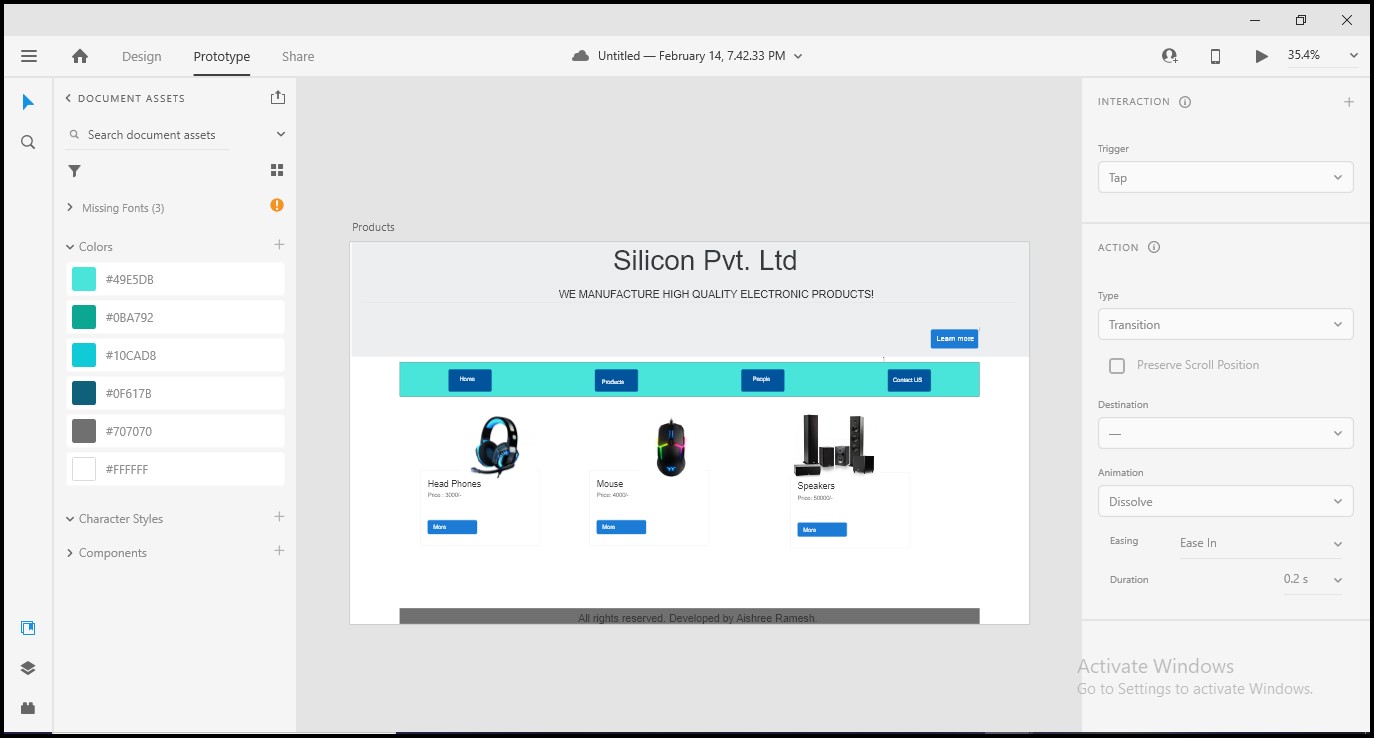 Design Prototype Share Untitled — February 14, 7.42.33 PM 35.4%
DOCUMENT ASSETS
Search document assets
Missing Fonts (3)
Colors
#49E5DB
#0BA792
#10CAD8
#0F617B
#707070
#FFFFFF
Character Styles
Components
Products
Silicon Pvt. Ltd
WE MANUFACTURE HIGH QUALITY ELECTRONIC PRODUCTS!
Learn more
Home Products People Contact US
Head Phones Mouse Speakers
Price : 3000/- Price: 4000/- Price: 50000/-
More More More
All rights reserved. Developed by Aishree Ramesh.
INTERACTION
Trigger
Tap
ACTION
Type
Transition
Preserve Scroll Position
Destination
—
Animation
Dissolve
Easing Ease In
Duration 0.2 s
Activate Windows
Go to Settings to activate Windows.